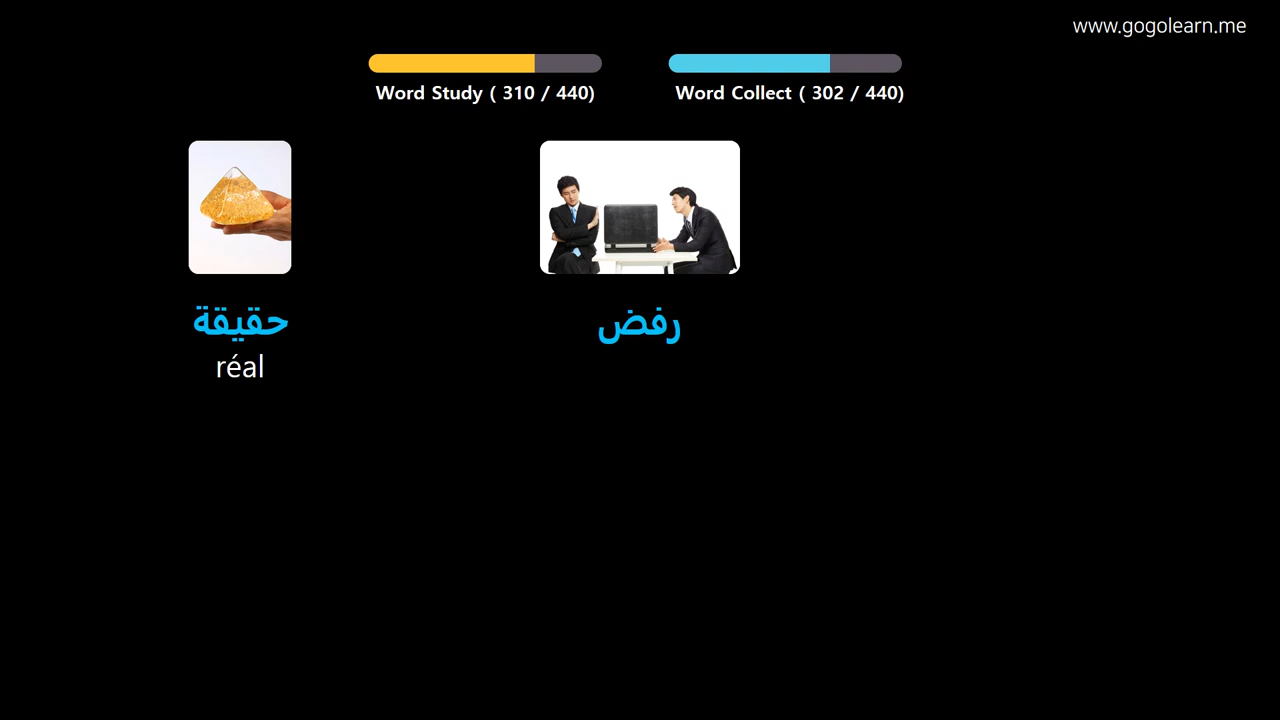 www.gogolearn.me
Word Study ( 310 / 440)
Word Collect ( 302 / 440)
حقيقة
réal
رفض